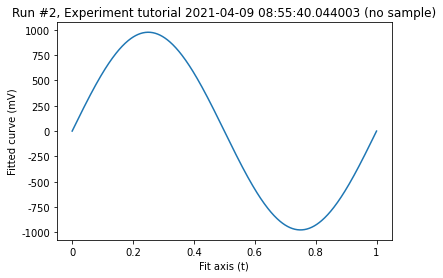 Run #2, Experiment tutorial 2021-04-09 08:55:40.044003 (no sample)
1000
750
500
250
0
-250
-500
-750
-1000
Fitted curve (mV)
0 0.2 0.4 0.6 0.8 1
Fit axis (t)